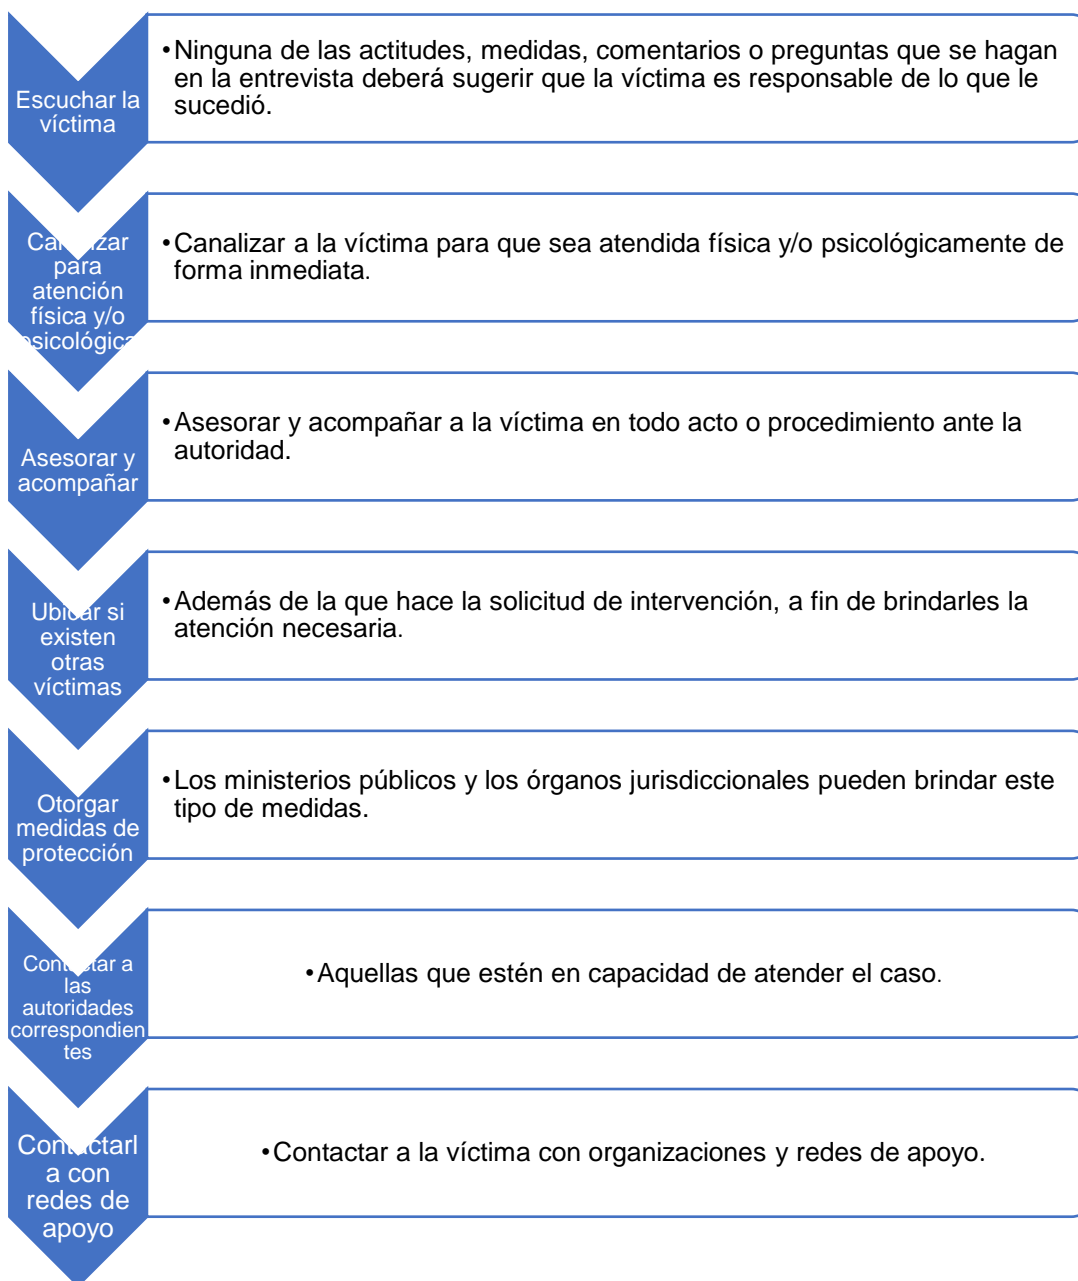 Escuchar la
víctima
•Ninguna de las actitudes, medidas, comentarios o preguntas que se hagan
en la entrevista deberá sugerir que la víctima es responsable de lo que le
sucedió.
Canalizar
para
atención
física y/o
psicológica
•Canalizar a la víctima para que sea atendida física y/o psicológicamente de
forma inmediata.
Asesorar y
acompañar
•Asesorar y acompañar a la víctima en todo acto o procedimiento ante la
autoridad.
Ubicar si
existen
otras
víctimas
•Además de la que hace la solicitud de intervención, a fin de brindarles la
atención necesaria.
Otorgar
medidas de
protección
•Los ministerios públicos y los órganos jurisdiccionales pueden brindar este
tipo de medidas.
Contactar a
las
autoridades
correspondien
tes
•Aquellas que estén en capacidad de atender el caso.
Contactarl
a con
redes de
apoyo
•Contactar a la víctima con organizaciones y redes de apoyo.